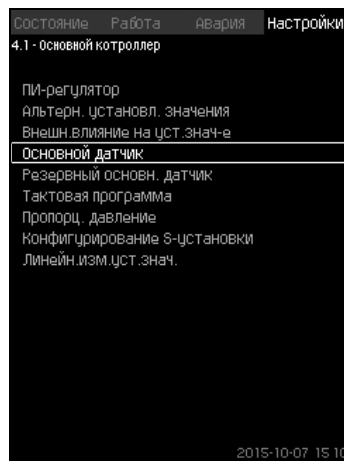 Состояние Работа Авария Настройки
4.1 - Основной котроллер
ПИ-регулятор
Альтерн. установл. значения
Внешн.влияние на уст.знач-е
Основной датчик
Резервный основн. датчик
Тактовая программа
Пропорц. давление
Конфигурирование S-установки
Линейн.изм.уст.знач.
2015-10-07 15:10